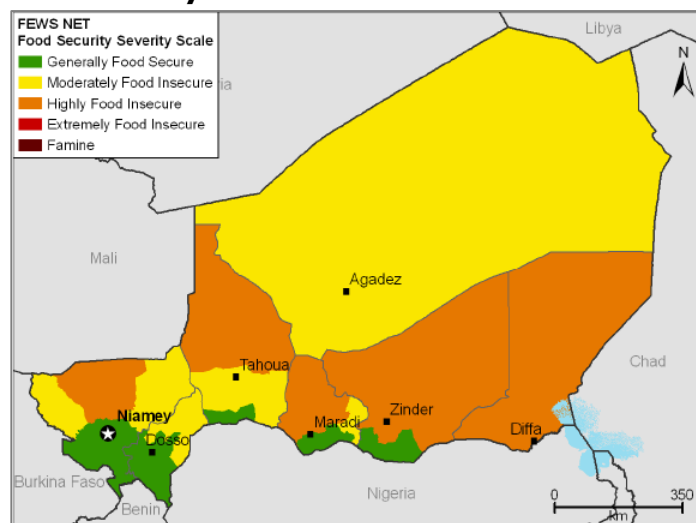 FEWS NET
Food Security Severity Scale
Generally Food Secure
Moderately Food Insecure
Highly Food Insecure
Extremely Food Insecure
Famine
Libya
N
Mali
Agadez
Chad
Tahoua
Niamey
Maradi
Zinder
Dosso
Diffa
Burkina Faso
Nigeria
Benin
0 350
km